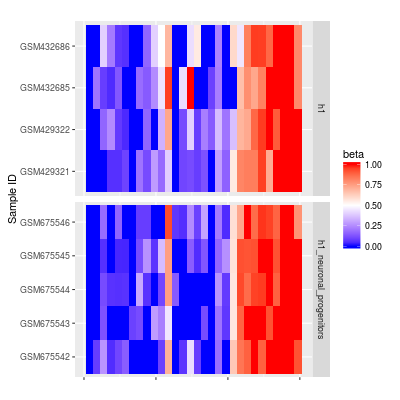 GSM432686
GSM432685
GSM429322
GSM429321
h1
GSM675546
GSM675545
GSM675544
GSM675543
GSM675542
h1_neuronal_progenitors
Sample ID
beta
1.00
0.75
0.50
0.25
0.00